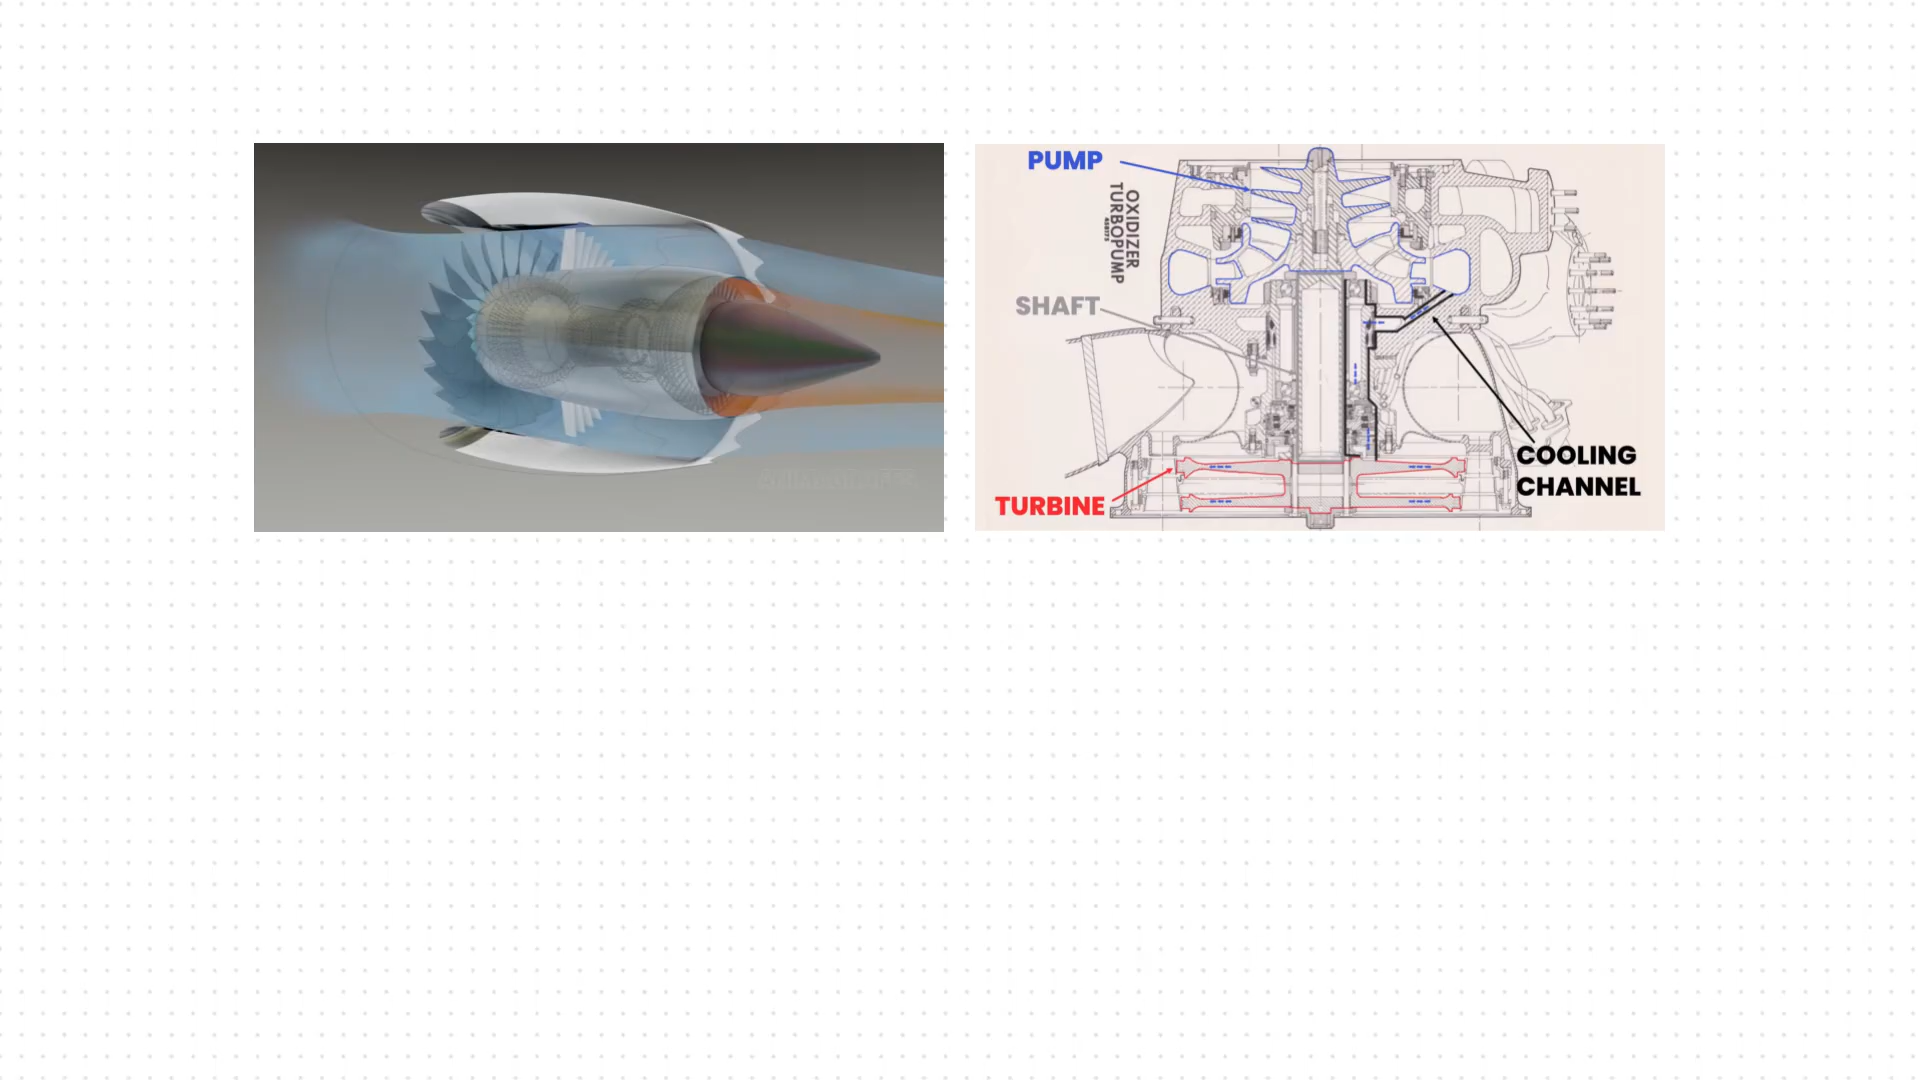 PUMP
OXIDIZER
TURBOPUMP
SHAFT
COOLING
CHANNEL
TURBINE